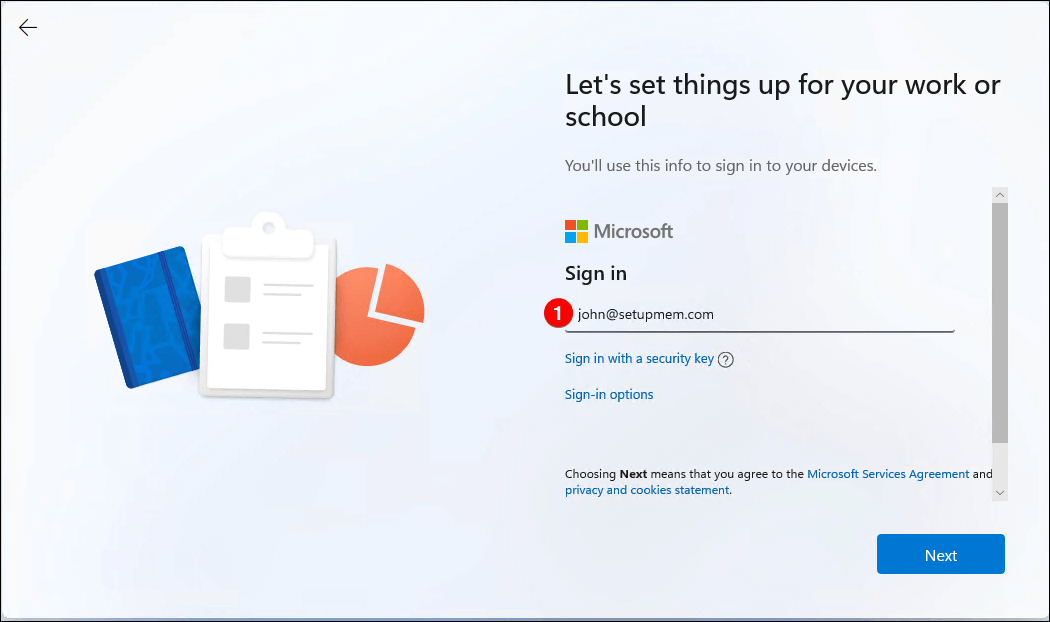 Let's set things up for your work or
school
You'll use this info to sign in to your devices.
Microsoft
Sign in
1 john@setupmem.com
Sign in with a security key ?
Sign-in options
Choosing Next means that you agree to the Microsoft Services Agreement and
privacy and cookies statement.
Next